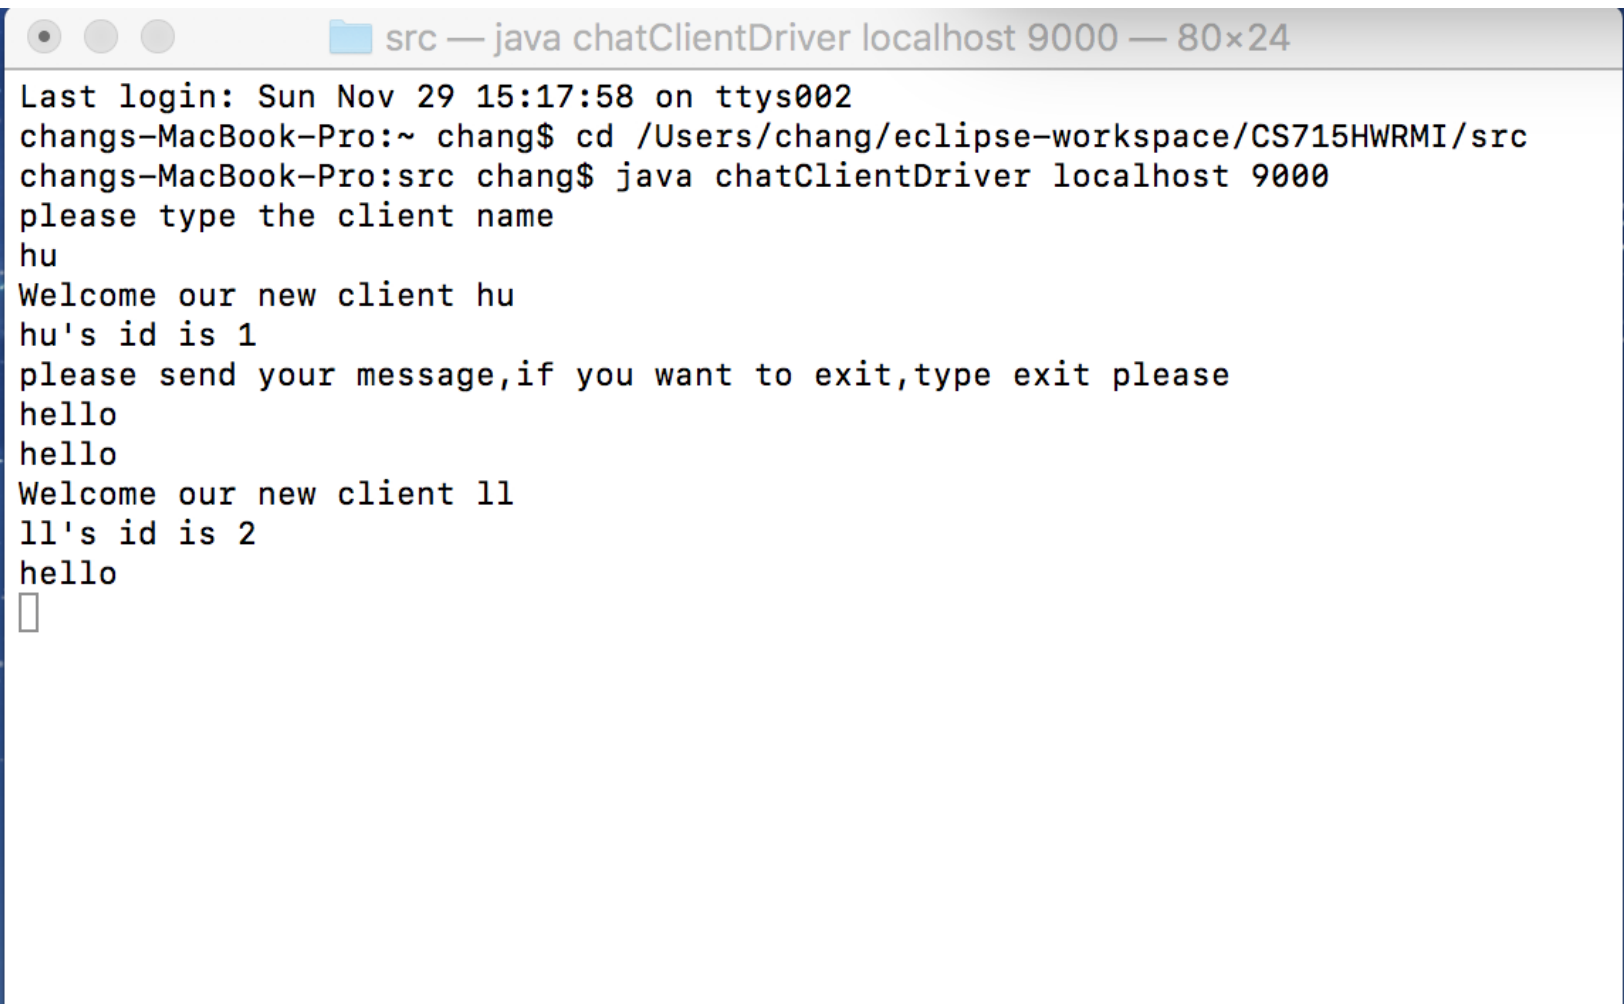 src — java chatClientDriver localhost 9000 — 80×24
Last login: Sun Nov 29 15:17:58 on ttys002
changs-MacBook-Pro:~ chang$ cd /Users/chang/eclipse-workspace/CS715HWRMI/src
changs-MacBook-Pro:src chang$ java chatClientDriver localhost 9000
please type the client name
hu
Welcome our new client hu
hu's id is 1
please send your message,if you want to exit,type exit please
hello
hello
Welcome our new client ll
ll's id is 2
hello